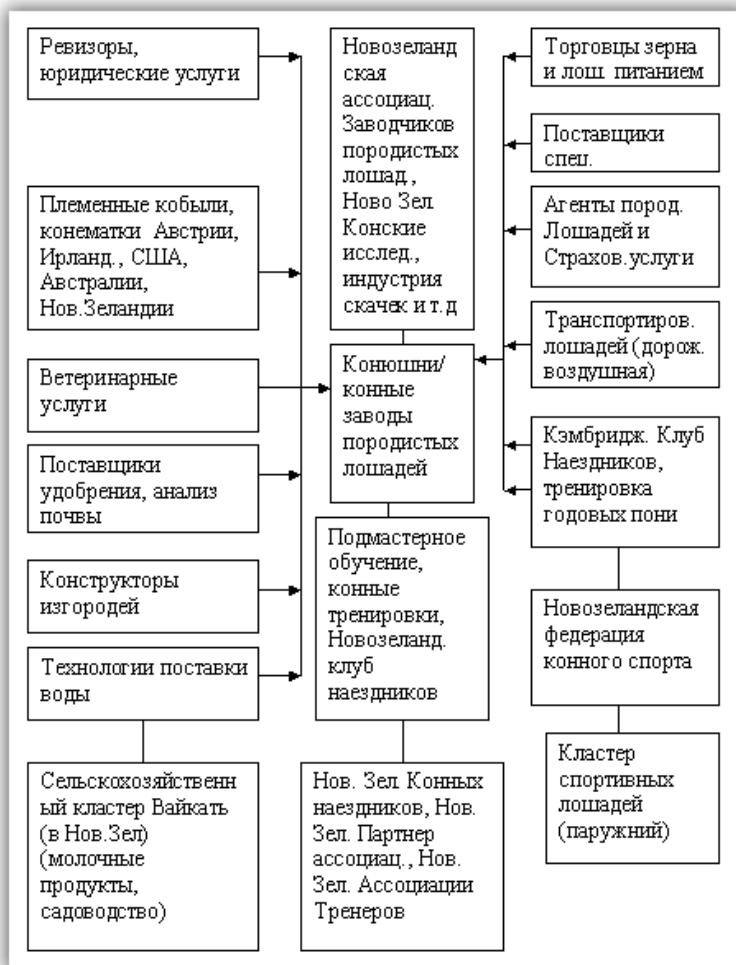 Ревизоры,
юридические услуги
Племенные кобыли,
конематки Австрии,
Ирланд., США,
Австралии,
Нов.Зеландии
Ветеринарные
услуги
Поставщики
удобрения, анализ
почвы
Конструкторы
изгородей
Технологии поставки
воды
Сельскохозяйственн
ый кластер Вайкать
(в Нов.Зел)
(молочные
продукты,
садоводство)
Новозеланд
ская
ассоциац.
Заводчиков
породистых
лошад.,
Ново Зел.
Конские
исслед.,
индустрия
скачек и т.д
Конюшни/
конные
заводы
породистых
лошадей
Подмастерное
обучение,
конные
тренировки,
Новозеланд.
клуб
наездников
Нов. Зел. Конных
наездников, Нов.
Зел. Партнер
ассоциац., Нов.
Зел. Ассоциации
Тренеров
Торговцы зерна
и лош. питанием
Поставщики
спец.
Агенты пород.
Лошадей и
Страхов.услуги
Транспортиров.
лошадей (дорож.
воздушная)
Кэмбридж. Клуб
Наездников,
тренировка
годовых пони
Новозеландская
федерация
конного спорта
Кластер
спортивных
лошадей
(паружний)